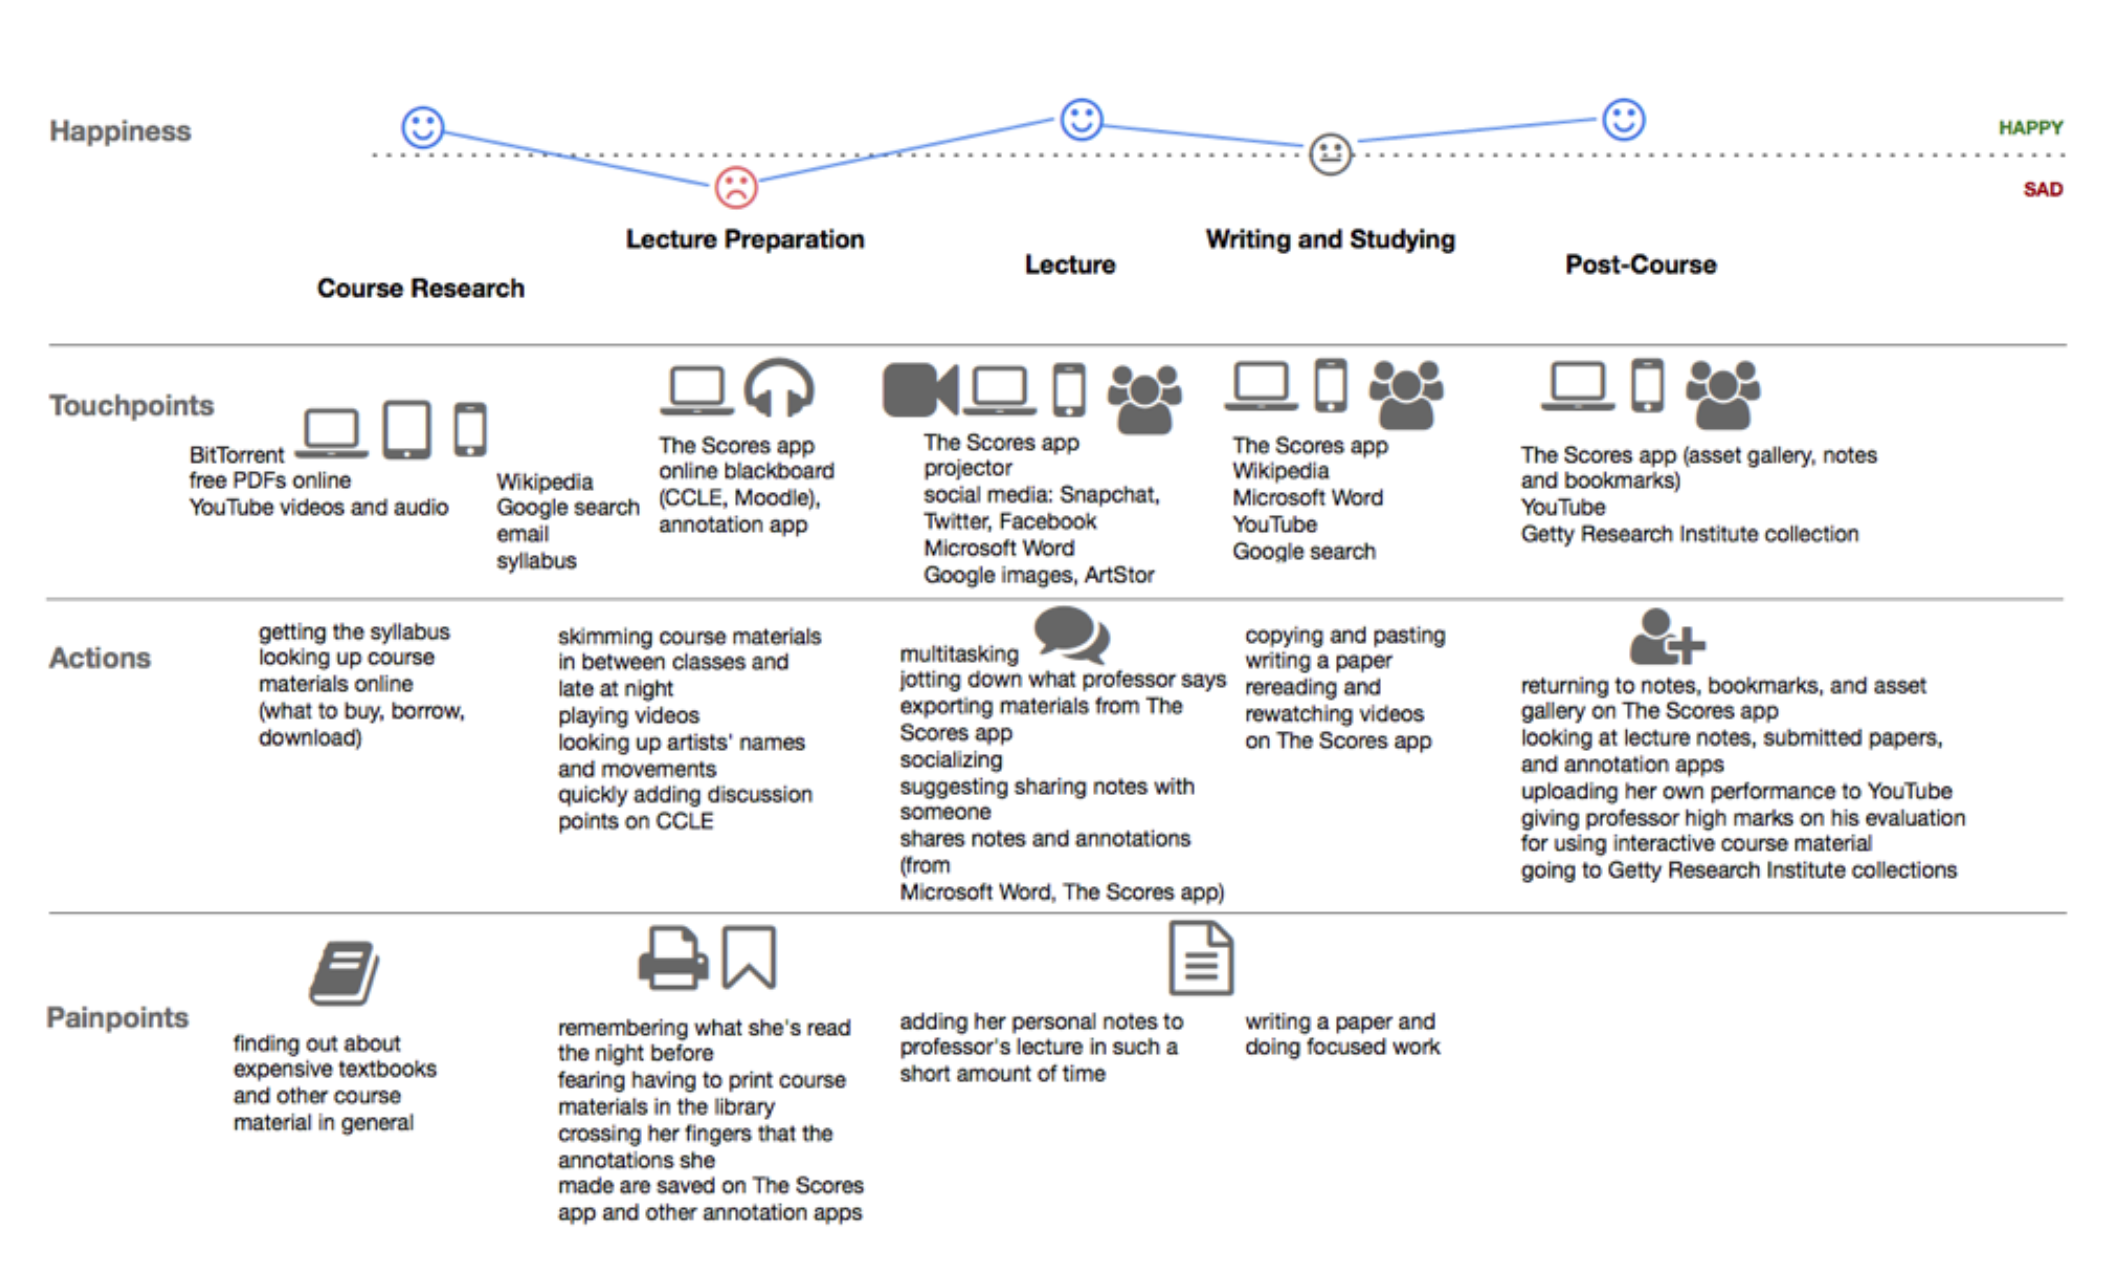 Happiness
HAPPY
SAD
Lecture Preparation
Writing and Studying
Lecture
Post-Course
Course Research
Touchpoints
BitTorrent
free PDFs online
YouTube videos and audio
Wikipedia
Google search
email
syllabus
The Scores app
online blackboard
(CCLE, Moodle),
annotation app
The Scores app
projector
social media: Snapchat,
Twitter, Facebook
Microsoft Word
Google images, ArtStor
The Scores app
Wikipedia
Microsoft Word
YouTube
Google search
The Scores app (asset gallery, notes
and bookmarks)
YouTube
Getty Research Institute collection
Actions
getting the syllabus
looking up course
materials online
(what to buy, borrow,
download)
skimming course materials
in between classes and
late at night
playing videos
looking up artists' names
and movements
quickly adding discussion
points on CCLE
multitasking
jotting down what professor says
exporting materials from The
Scores app
socializing
suggesting sharing notes with
someone
shares notes and annotations
(from
Microsoft Word, The Scores app)
copying and pasting
writing a paper
rereading and
rewatching videos
on The Scores app
returning to notes, bookmarks, and asset
gallery on The Scores app
looking at lecture notes, submitted papers,
and annotation apps
uploading her own performance to YouTube
giving professor high marks on his evaluation
for using interactive course material
going to Getty Research Institute collections
Painpoints
finding out about
expensive textbooks
and other course
material in general
remembering what she's read
the night before
fearing having to print course
materials in the library
crossing her fingers that the
annotations she
made are saved on The Scores
app and other annotation apps
adding her personal notes to
professor's lecture in such a
short amount of time
writing a paper and
doing focused work